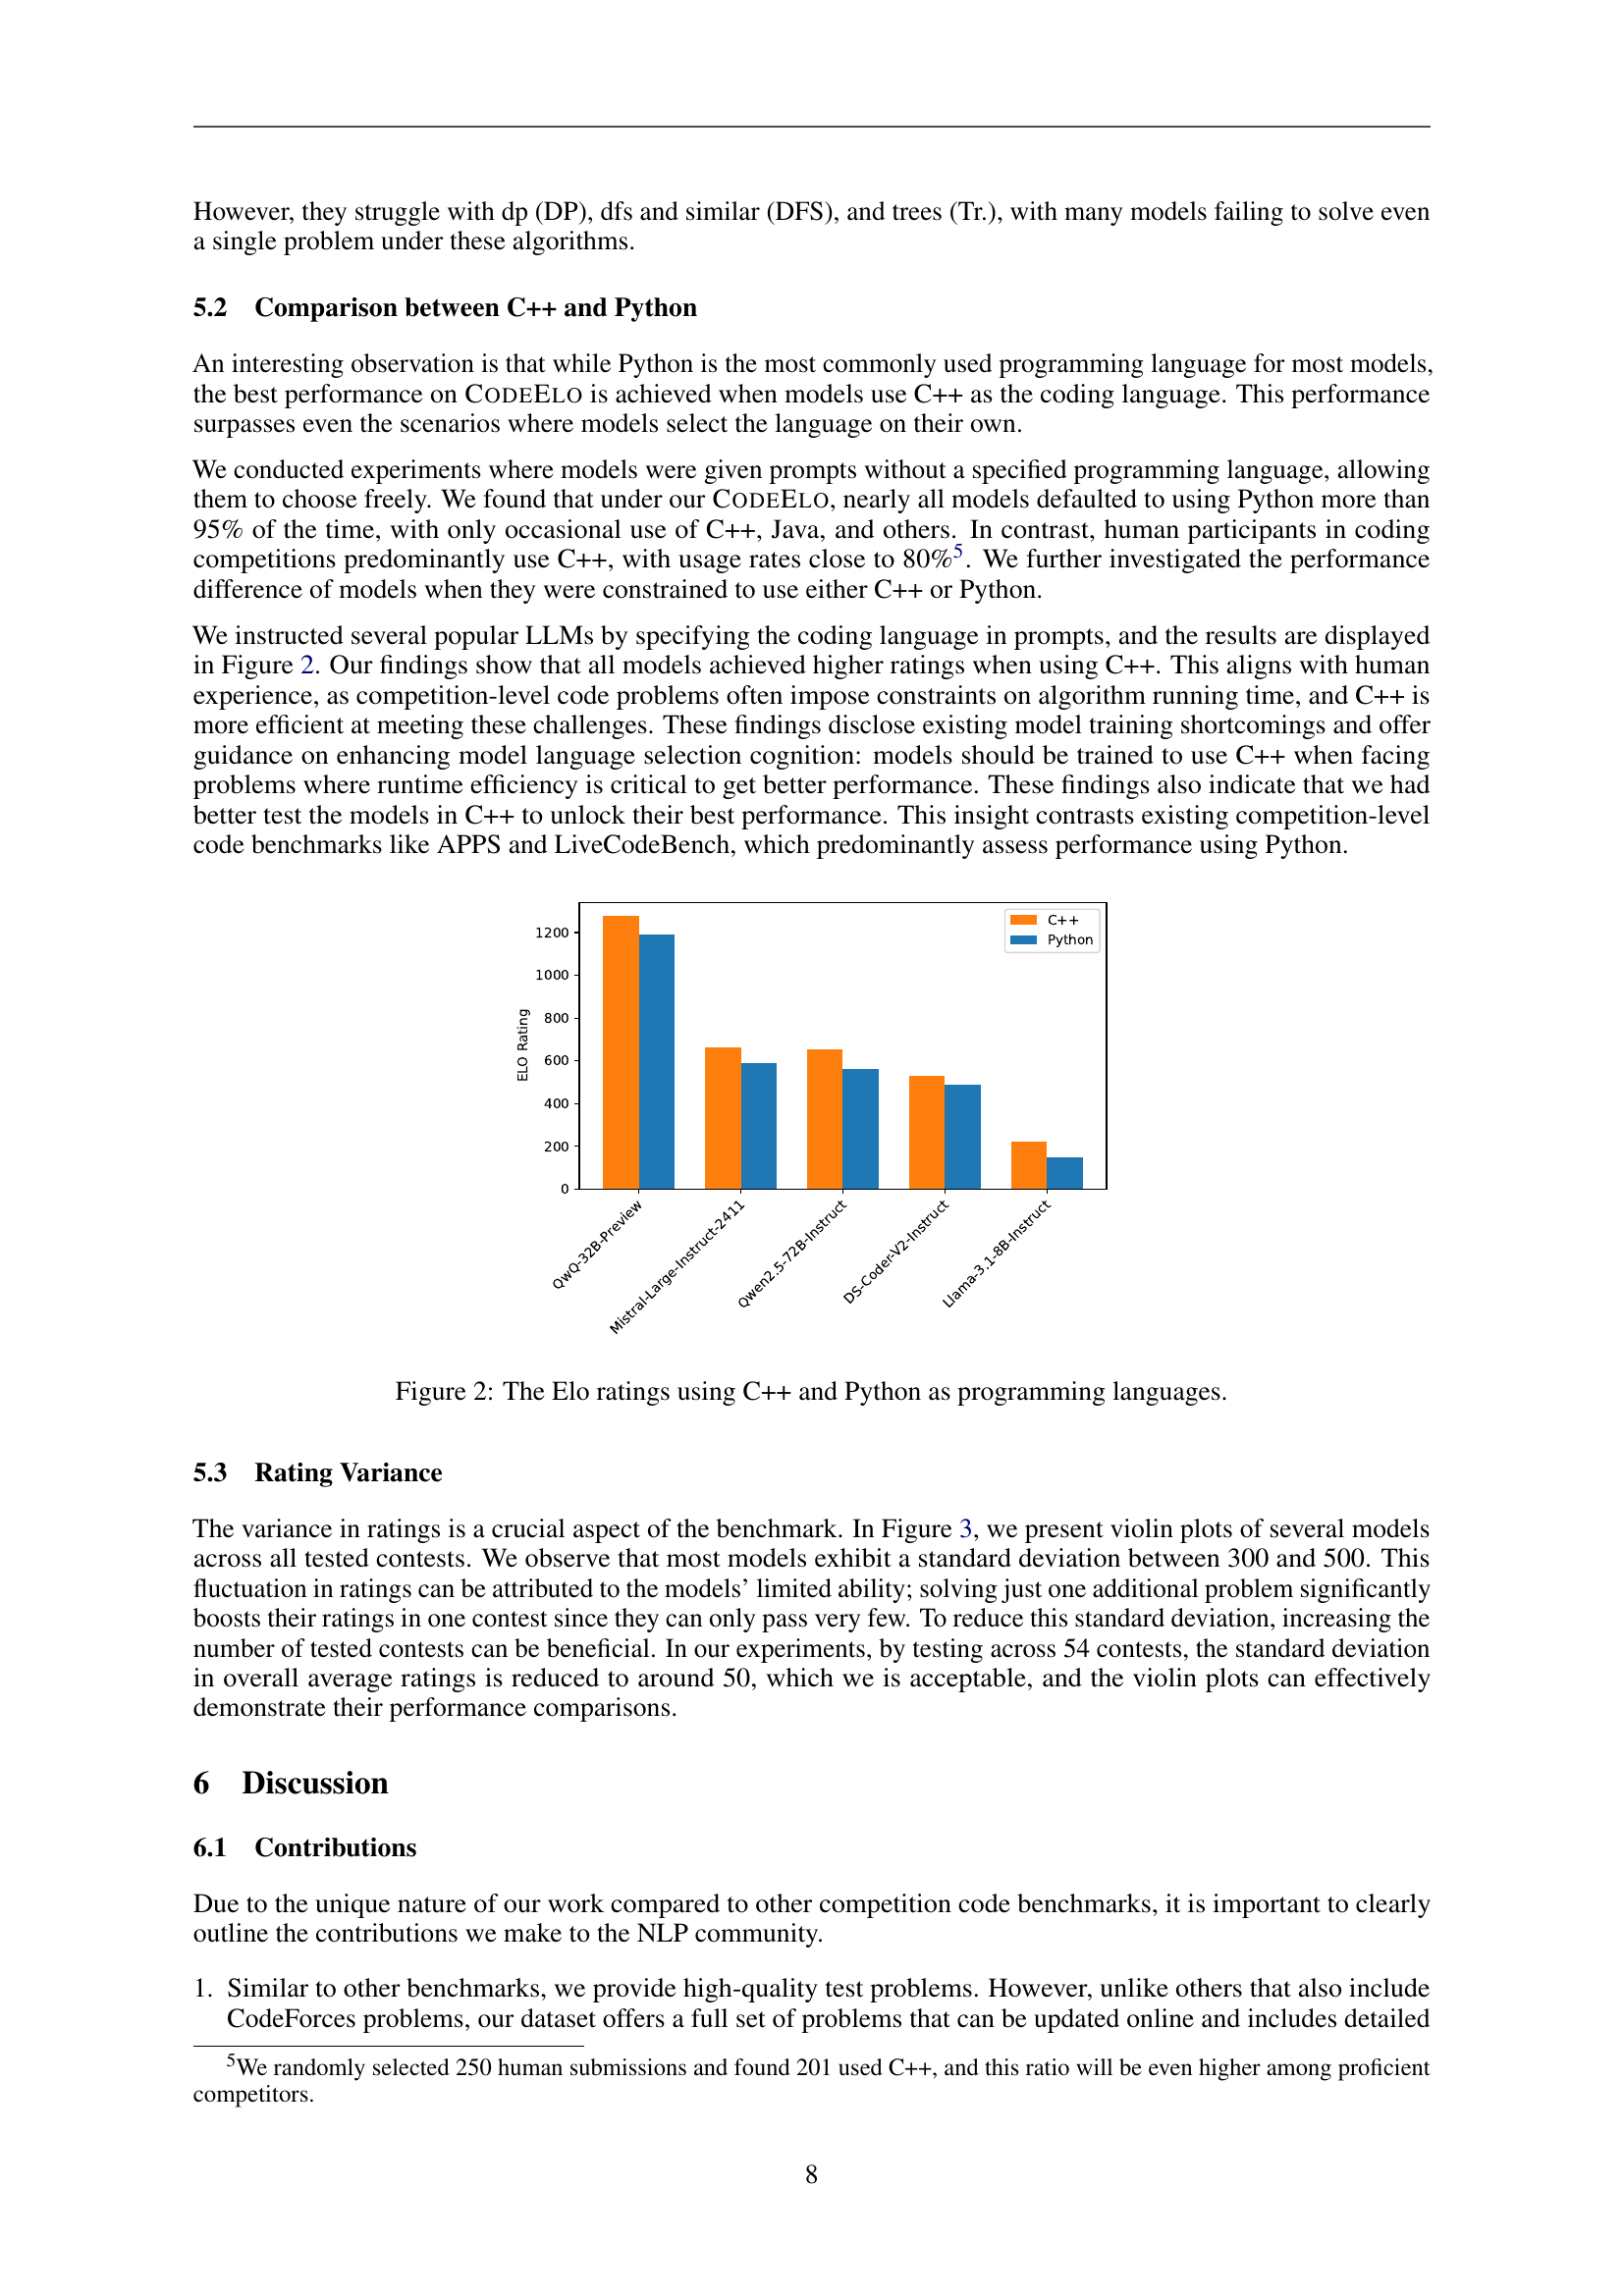 However, they struggle with dp (DP), dfs and similar (DFS), and trees (Tr.), with many models failing to solve even
a single problem under these algorithms.
5.2 Comparison between C++ and Python
An interesting observation is that while Python is the most commonly used programming language for most models,
the best performance on CODEELO is achieved when models use C++ as the coding language. This performance
surpasses even the scenarios where models select the language on their own.
We conducted experiments where models were given prompts without a specified programming language, allowing
them to choose freely. We found that under our CODEELO, nearly all models defaulted to using Python more than
95% of the time, with only occasional use of C++, Java, and others. In contrast, human participants in coding
competitions predominantly use C++, with usage rates close to 80%5. We further investigated the performance
difference of models when they were constrained to use either C++ or Python.
We instructed several popular LLMs by specifying the coding language in prompts, and the results are displayed
in Figure 2. Our findings show that all models achieved higher ratings when using C++. This aligns with human
experience, as competition-level code problems often impose constraints on algorithm running time, and C++ is
more efficient at meeting these challenges. These findings disclose existing model training shortcomings and offer
guidance on enhancing model language selection cognition: models should be trained to use C++ when facing
problems where runtime efficiency is critical to get better performance. These findings also indicate that we had
better test the models in C++ to unlock their best performance. This insight contrasts existing competition-level
code benchmarks like APPS and LiveCodeBench, which predominantly assess performance using Python.
C++
Python
1200
1000
800
600
400
200
0
ELO Rating
QwQ-32B-Preview
Mistral-Large-Instruct-2411
Qwen2.5-72B-Instruct
DS-Coder-V2-Instruct
Llama-3.1-8B-Instruct
Figure 2: The Elo ratings using C++ and Python as programming languages.
5.3 Rating Variance
The variance in ratings is a crucial aspect of the benchmark. In Figure 3, we present violin plots of several models
across all tested contests. We observe that most models exhibit a standard deviation between 300 and 500. This
fluctuation in ratings can be attributed to the models' limited ability; solving just one additional problem significantly
boosts their ratings in one contest since they can only pass very few. To reduce this standard deviation, increasing the
number of tested contests can be beneficial. In our experiments, by testing across 54 contests, the standard deviation
in overall average ratings is reduced to around 50, which we is acceptable, and the violin plots can effectively
demonstrate their performance comparisons.
6 Discussion
6.1 Contributions
Due to the unique nature of our work compared to other competition code benchmarks, it is important to clearly
outline the contributions we make to the NLP community.
1. Similar to other benchmarks, we provide high-quality test problems. However, unlike others that also include
CodeForces problems, our dataset offers a full set of problems that can be updated online and includes detailed
5We randomly selected 250 human submissions and found 201 used C++, and this ratio will be even higher among proficient
competitors.
8